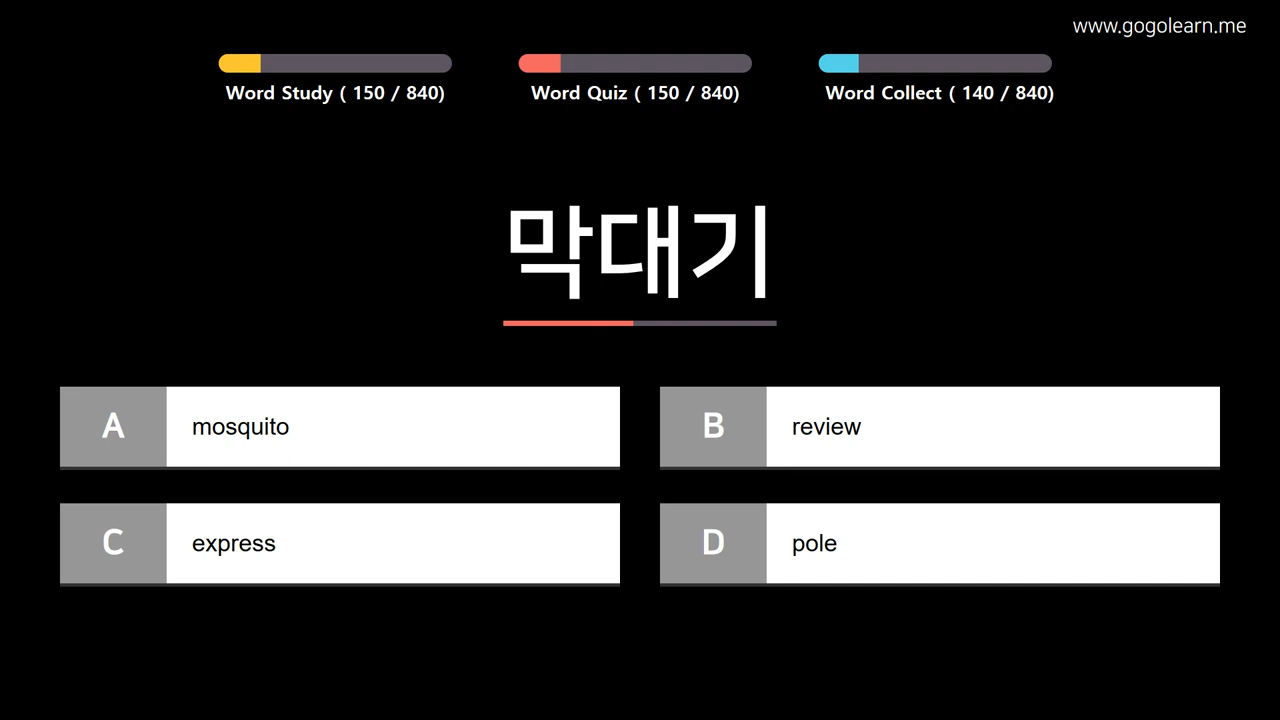 www.gogolearn.me
Word Study ( 150 / 840)
Word Quiz ( 150 / 840)
Word Collect ( 140 / 840)
막대기
A mosquito
B review
C express
D pole